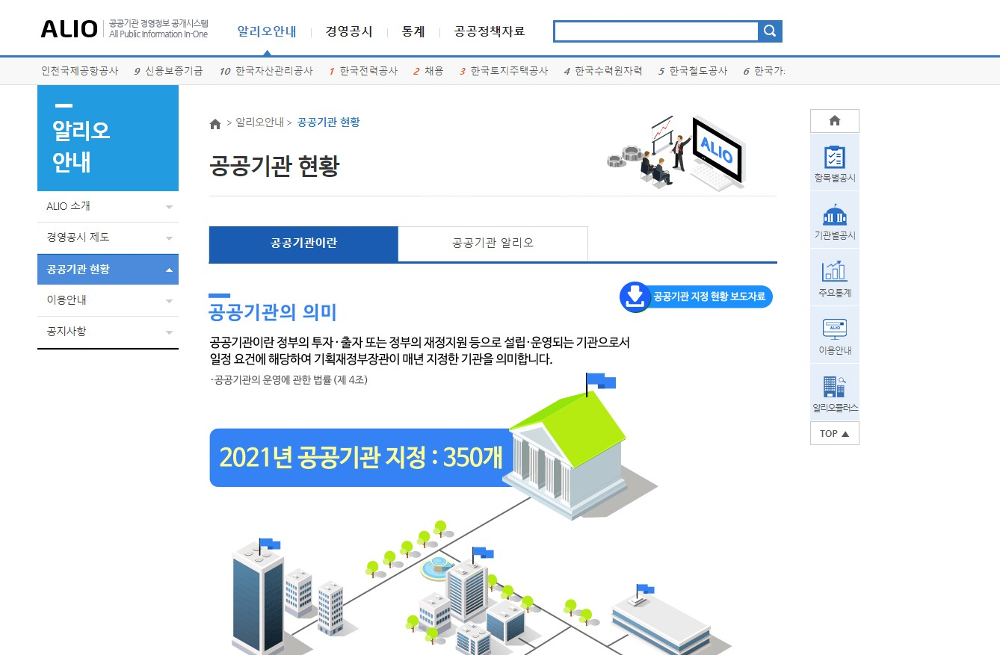 ALIO 공공기관 경영정보 공개시스템
All Public Information In-One
알리오안내 경영공시 통계 공공정책자료
인천국제공항공사 9 신용보증기금 10 한국자산관리공사 1 한국전력공사 2 채용 3 한국토지주택공사 4 한국수력원자력 5 한국철도공사 6 한국가
알리오
안내
ALIO 소개
경영공시 제도
공공기관 현황
이용안내
공지사항
> 알리오안내 > 공공기관 현황
공공기관 현황
ALIO
공공기관이란 공공기관 알리오
공공기관 지정 현황 보도자료
공공기관의 의미
공공기관이란 정부의 투자·출자 또는 정부의 재정지원 등으로 설립·운영되는 기관으로서
일정 요건에 해당하여 기획재정부장관이 매년 지정한 기관을 의미합니다.
·공공기관의 운영에 관한 법률 (제 4조)
2021년 공공기관 지정 : 350개
항목별공시
기관별공시
주요통계
ALIO
이용안내
알리오플러스
TOP ▲